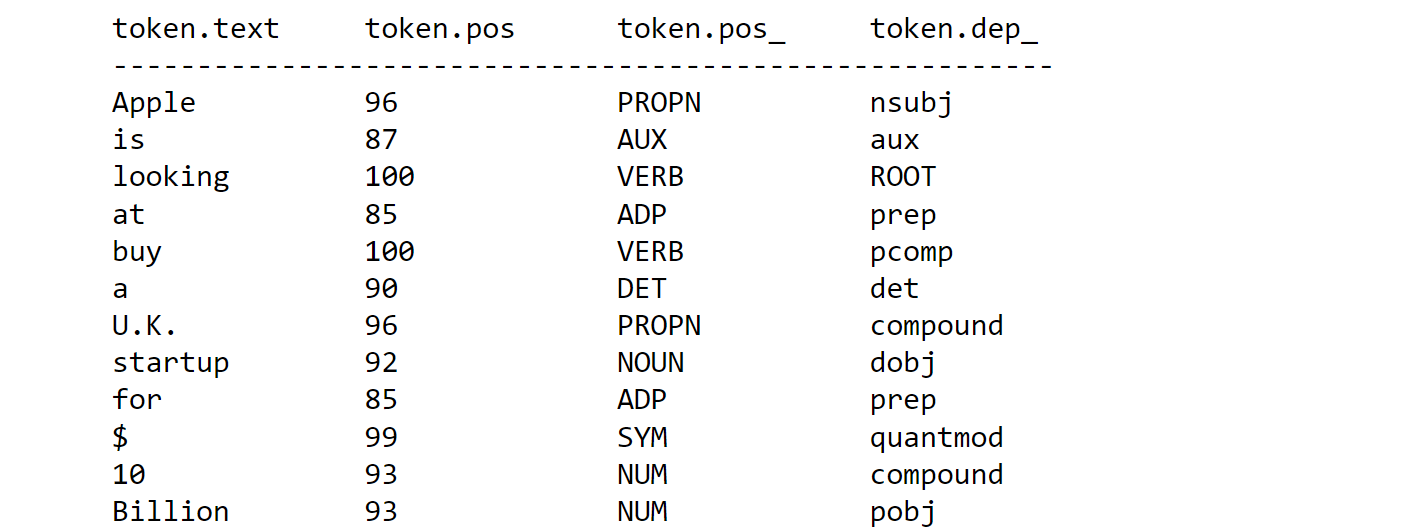 token.text     token.pos      token.pos_     token.dep_
--------------------------------------------------------
Apple          96             PROPN          nsubj
is             87             AUX            aux
looking        100            VERB           ROOT
at             85             ADP            prep
buy            100            VERB           pcomp
a              90             DET            det
U.K.           96             PROPN          compound
startup        92             NOUN           dobj
for            85             ADP            prep
$              99             SYM            quantmod
10             93             NUM            compound
Billion        93             NUM            pobj